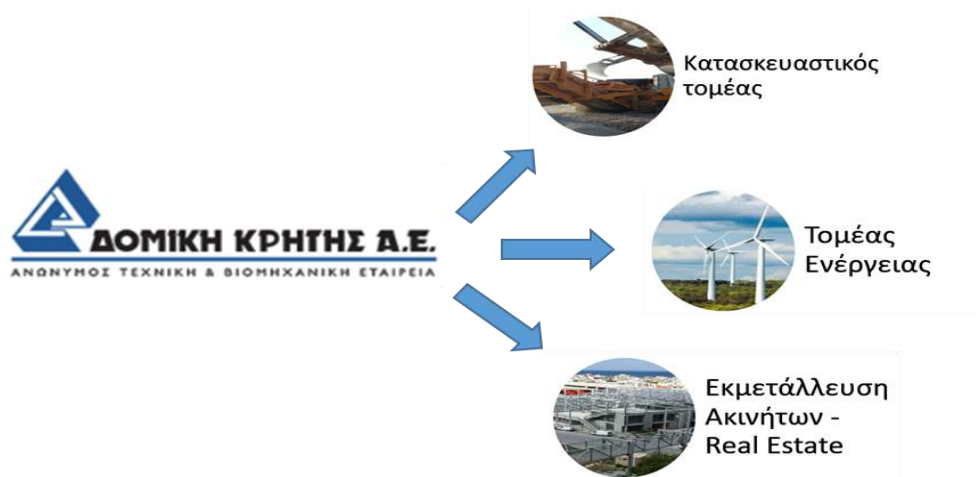 Κατασκευαστικός
τομέας
ΔΟΜΙΚΗ ΚΡΗΤΗΣ Α.Ε.
ΑΝΩΝΥΜΟΣ ΤΕΧΝΙΚΗ & ΒΙΟΜΗΧΑΝΙΚΗ ΕΤΑΙΡΕΙΑ
Τομέας
Ενέργειας
Εκμετάλλευση
Ακινήτων -
Real Estate